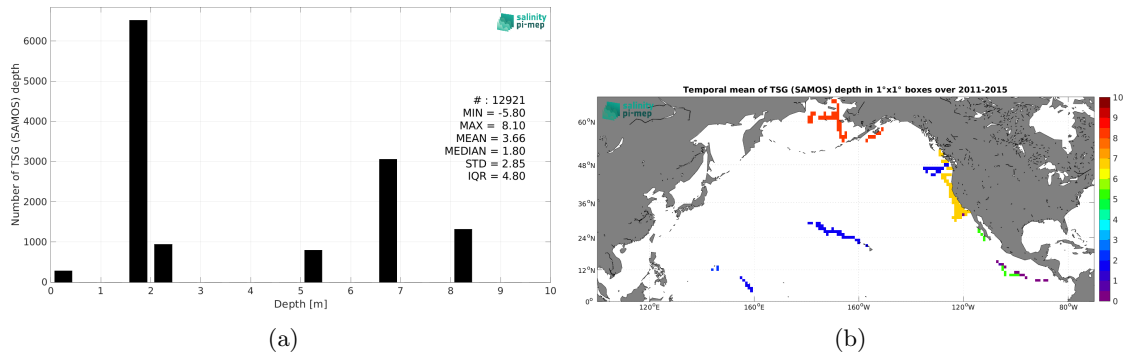 salinity
pi-mep
Number of TSG (SAMOS) depth
6000
5000
4000
3000
2000
1000
0
# : 12921
MIN = -5.80
MAX = 8.10
MEAN = 3.66
MEDIAN = 1.80
STD = 2.85
IQR = 4.80
0 1 2 3 4 5 6 7 8 9 10
Depth [m]
(a)
Temporal mean of TSG (SAMOS) depth in 1°x1° boxes over 2011-2015
salinity
pi-mep
60°N
48°N
36°N
24°N
12°N
0°
120°E 160°E 160°W 120°W 80°W
10
9
8
7
6
5
4
3
2
1
0
(b)